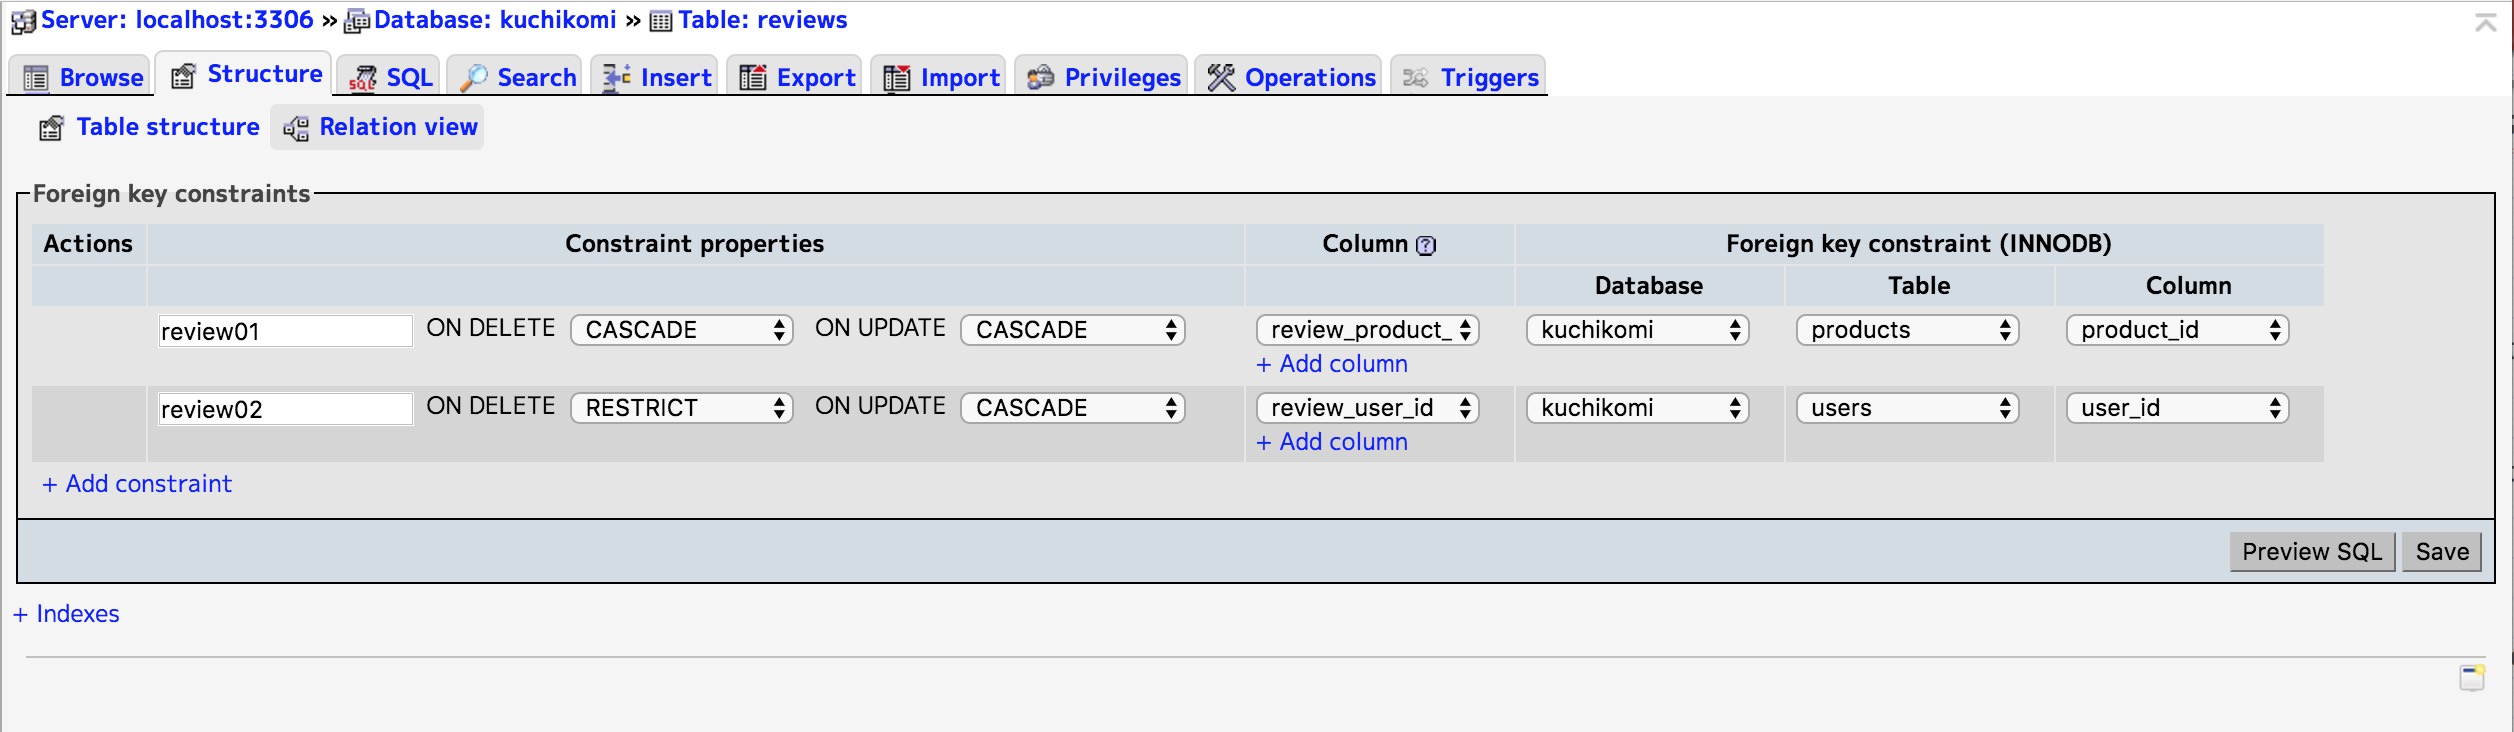 Server: localhost:3306 » Database: kuchikomi » Table: reviews
Browse Structure SQL Search Insert Export Import Privileges Operations Triggers
Table structure Relation view
Foreign key constraints
Actions Constraint properties Column ? Foreign key constraint (INNODB)
Database Table Column
review01 ON DELETE CASCADE ON UPDATE CASCADE review_product_ kuchikomi products product_id
+ Add column
review02 ON DELETE RESTRICT ON UPDATE CASCADE review_user_id kuchikomi users user_id
+ Add column
+ Add constraint
Preview SQL Save
+ Indexes